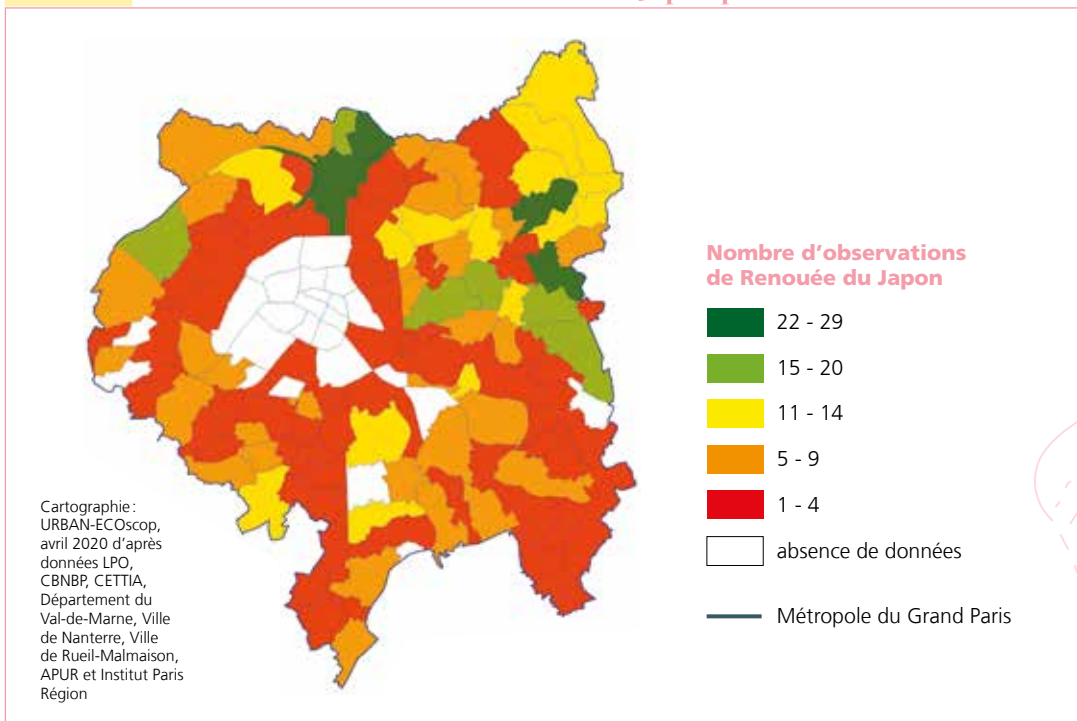 Nombre d'observations
de Renouée du Japon
22 - 29
15 - 20
11 - 14
5 - 9
1 - 4
absence de données
Métropole du Grand Paris
Cartographie :
URBAN-ECOscop,
avril 2020 d'après
données LPO,
CBNBP, CETTIA,
Département du
Val-de-Marne, Ville
de Nanterre, Ville
de Rueil-Malmaison,
APUR et Institut Paris
Région